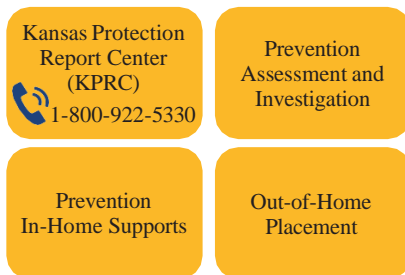 Kansas Protection
Report Center
(KPRC)
1-800-922-5330
Prevention
Assessment and
Investigation
Prevention
In-Home Supports
Out-of-Home
Placement